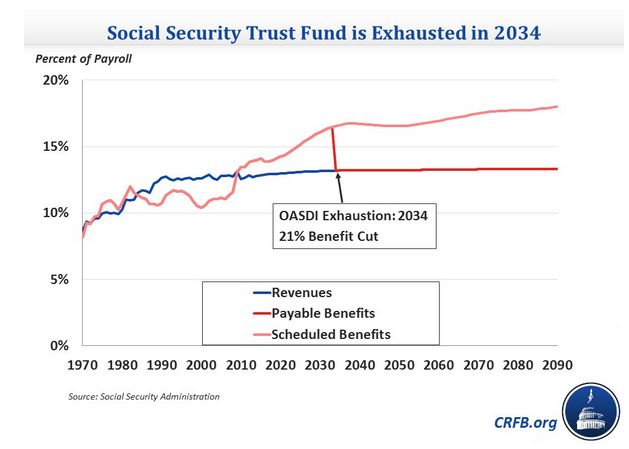 Social Security Trust Fund is Exhausted in 2034
Percent of Payroll
20%
15%
10%
5%
0%
OASDI Exhaustion: 2034
21% Benefit Cut
Revenues
Payable Benefits
Scheduled Benefits
1970 1980 1990 2000 2010 2020 2030 2040 2050 2060 2070 2080 2090
Source: Social Security Administration
CRFB.org